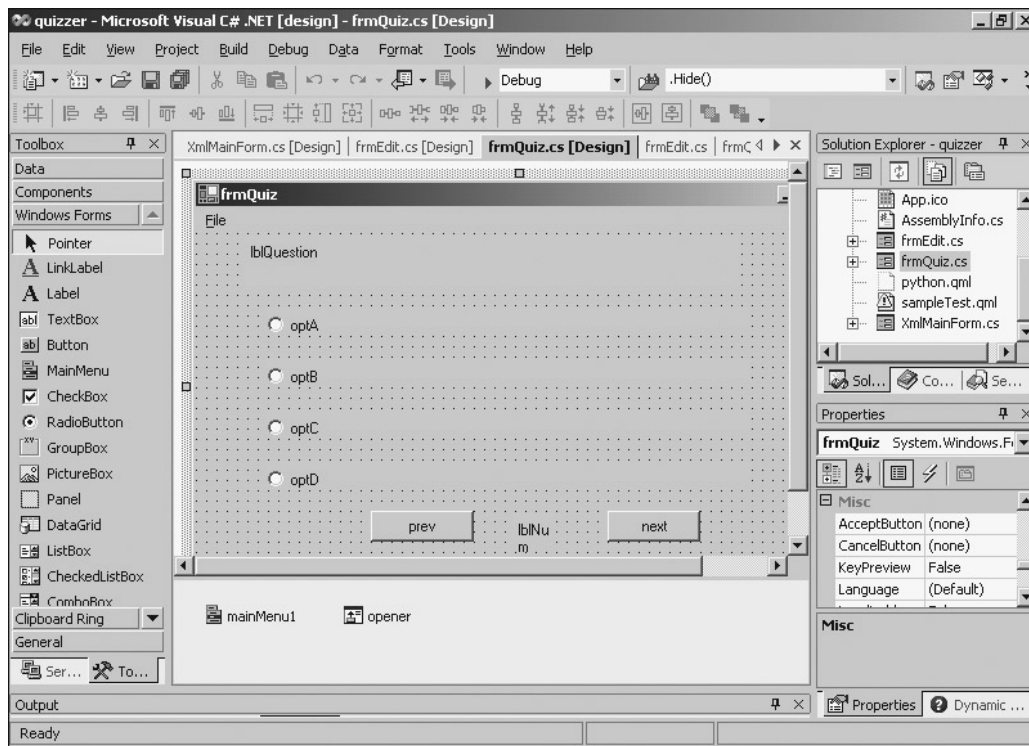 quizzer - Microsoft Visual C# .NET [design] - frmQuiz.cs [Design]
File Edit View Project Build Debug Data Format Tools Window Help
Debug .Hide()
Toolbox
Data
Components
Windows Forms
Pointer
LinkLabel
Label
TextBox
Button
MainMenu
CheckBox
RadioButton
GroupBox
PictureBox
Panel
DataGrid
ListBox
CheckedListBox
ComboBox
Clipboard Ring
General
Ser... To...
XmlMainForm.cs [Design] frmEdit.cs [Design] frmQuiz.cs [Design] frmEdit.cs
frmQuiz
File
lblQuestion
optA
optB
optC
optD
prev
lblNu
.m
next
mainMenu1 opener
Solution Explorer - quizzer
App.ico
AssemblyInfo.cs
frmEdit.cs
frmQuiz.cs
python.qml
sampleTest.qml
XmlMainForm.cs
Sol... Co... Se...
Properties
frmQuiz System.Windows.F
Misc
AcceptButton (none)
CancelButton (none)
KeyPreview False
Language (Default)
Misc
Properties Dynamic ...
Output
Ready